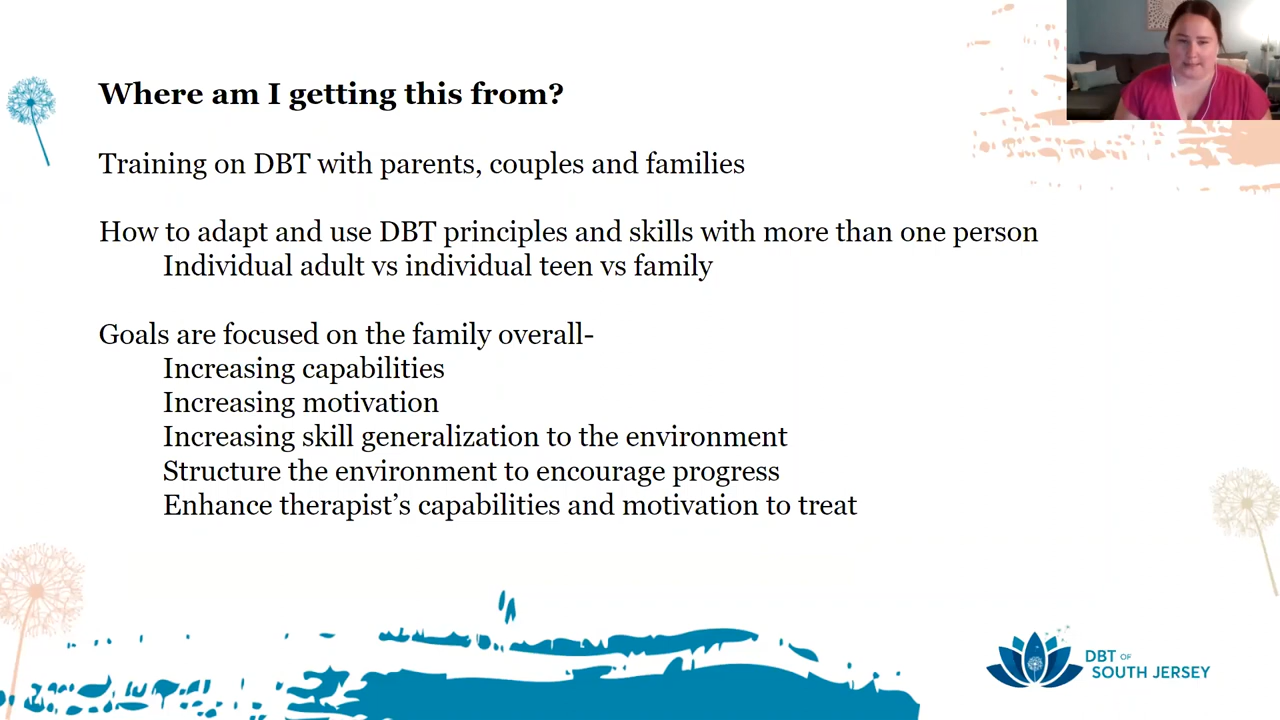 Where am I getting this from?
Training on DBT with parents, couples and families
How to adapt and use DBT principles and skills with more than one person
Individual adult vs individual teen vs family
Goals are focused on the family overall-
Increasing capabilities
Increasing motivation
Increasing skill generalization to the environment
Structure the environment to encourage progress
Enhance therapist’s capabilities and motivation to treat
DBT OF
SOUTH JERSEY